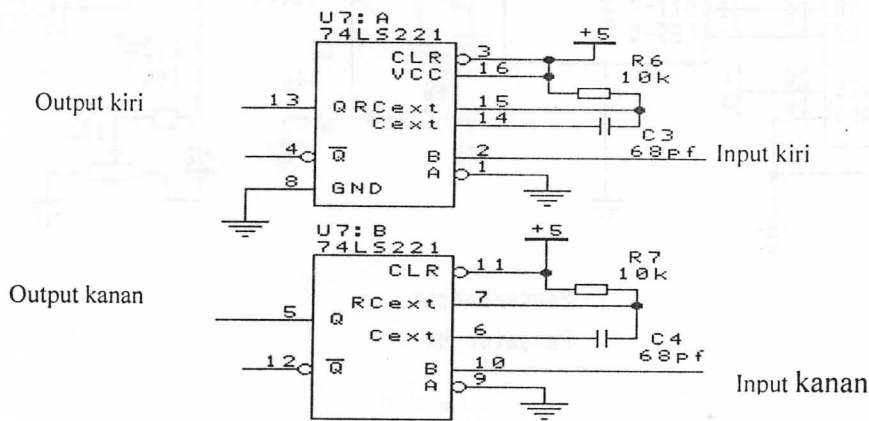 U7:A
74LS221
+5
CLR 3
VCC 16
R6
10k
Output kiri
13 Q RCext 15
Cext 14
C3
68pf
4 Q B 2
Input kiri
A 1
8 GND
U7:B
74LS221
+5
CLR 11
R7
10k
Output kanan
RCext 7
5 Q
Cext 6
C4
68pf
12 Q B 10
A 9
Input kanan